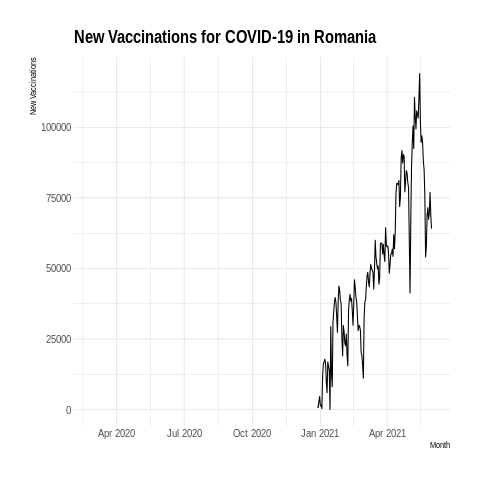 New Vaccinations for COVID-19 in Romania
New Vaccinations
100000
75000
50000
25000
0
Apr 2020 Jul 2020 Oct 2020 Jan 2021 Apr 2021
Month